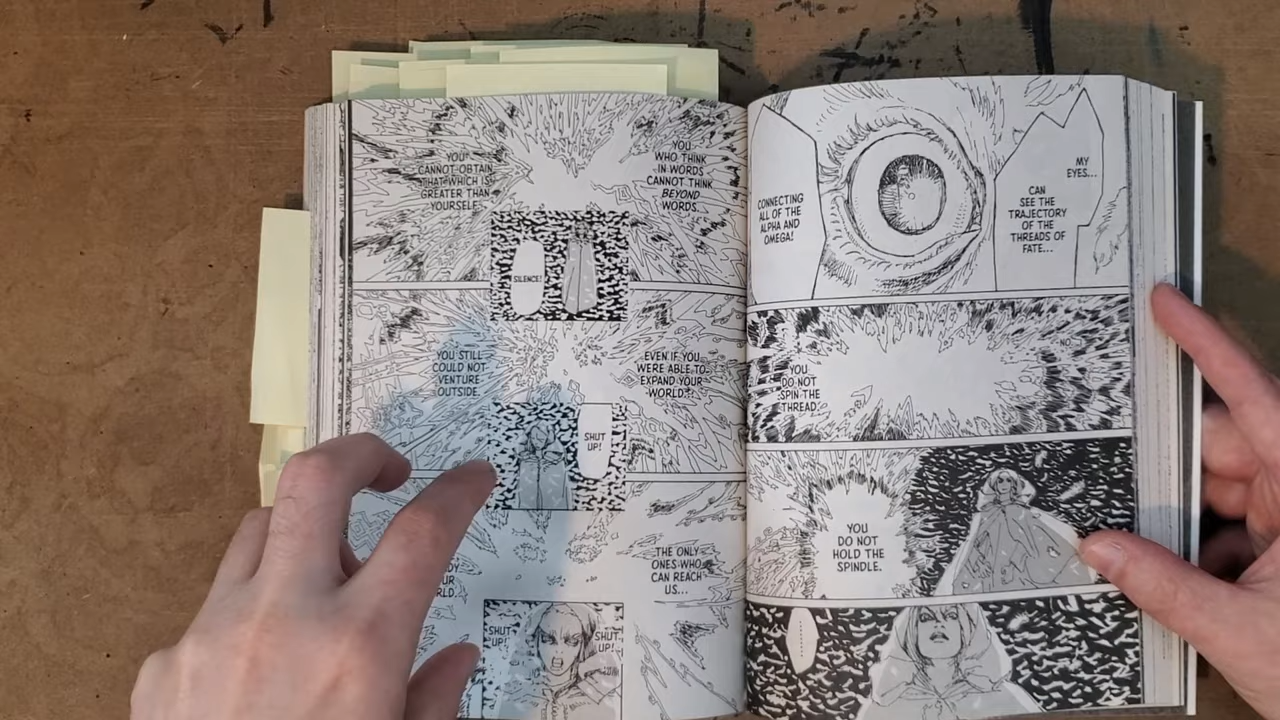 MY
EYES...
CAN
SEE THE
TRAJECTORY
OF THE
THREADS OF
FATE...
CONNECTING
ALL OF THE
ALPHA AND
OMEGA!
NO.
YOU
DO NOT
SPIN THE
THREAD.
YOU
DO NOT
HOLD THE
SPINDLE.
YOU
WHO THINK
IN WORDS
CANNOT THINK
BEYOND
WORDS.
YOU
CANNOT OBTAIN
THAT WHICH IS
GREATER THAN
YOURSELF.
SILENCE!
EVEN IF YOU
WERE ABLE TO
EXPAND YOUR
WORLD...
YOU STILL
COULD NOT
VENTURE
OUTSIDE.
SHUT
UP!
THE ONLY
ONES WHO
CAN REACH
US...
SHUT
UP!
SHUT
UP!